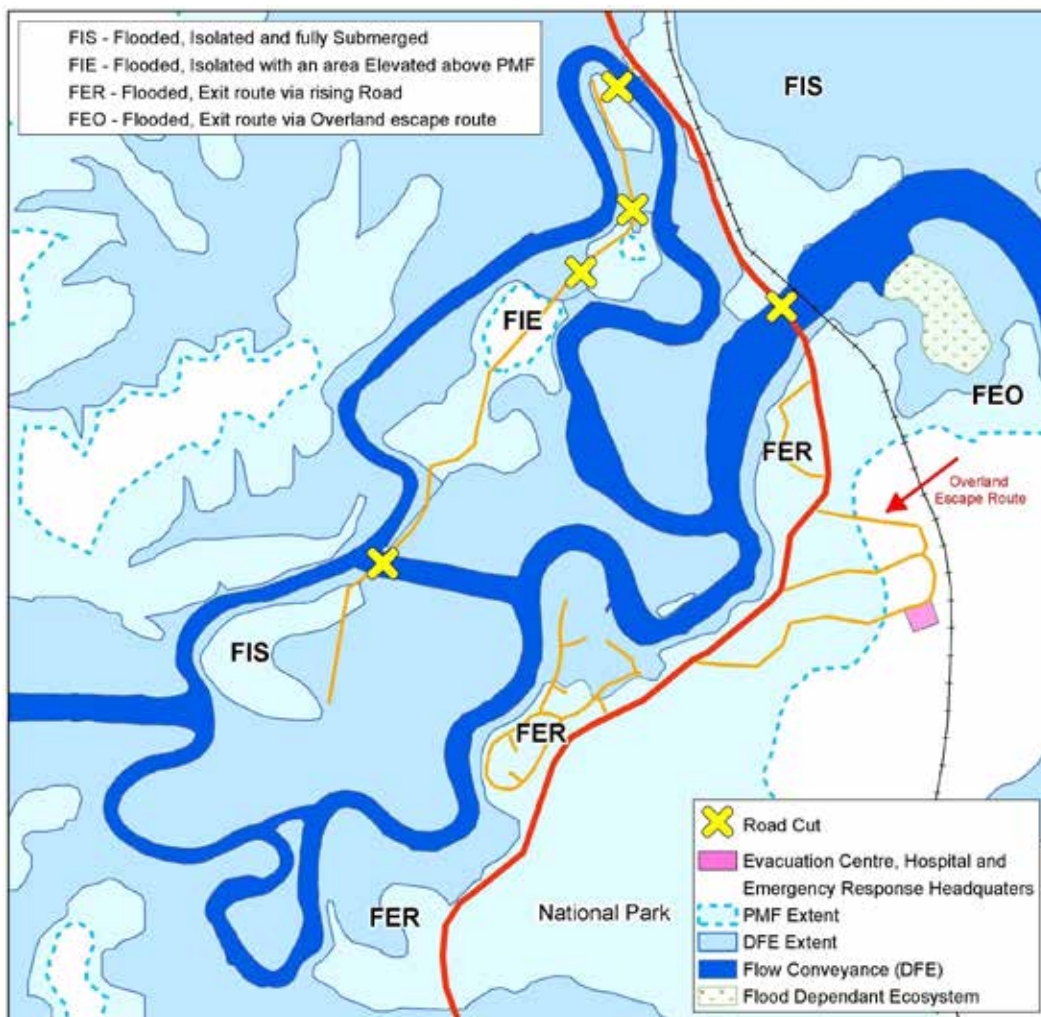 FIS - Flooded, Isolated and fully Submerged
FIE - Flooded, Isolated with an area Elevated above PMF
FER - Flooded, Exit route via rising Road
FEO - Flooded, Exit route via Overland escape route
FIS
FIE
FEO
FER
Overland
Escape Route
FIS
FER
FER
National Park
Road Cut
Evacuation Centre, Hospital and
Emergency Response Headquaters
PMF Extent
DFE Extent
Flow Conveyance (DFE)
Flood Dependant Ecosystem